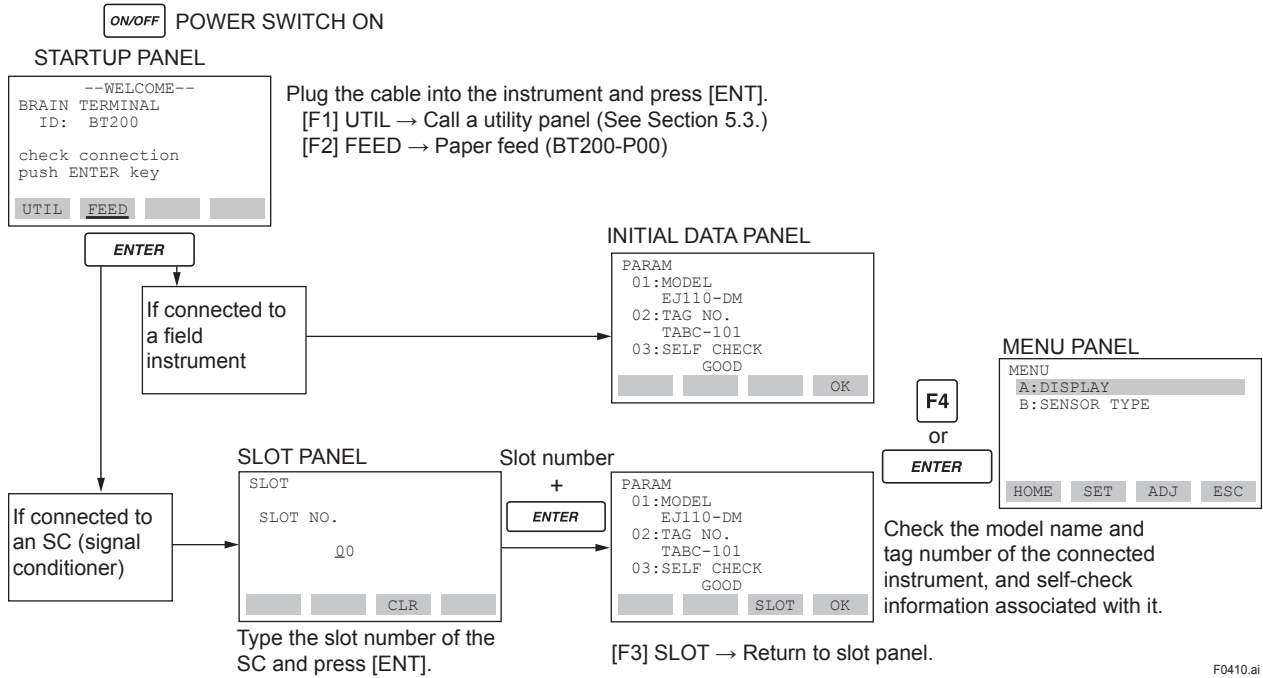 ON/OFF POWER SWITCH ON
STARTUP PANEL
--WELCOME--
BRAIN TERMINAL
ID: BT200
check connection
push ENTER key
UTIL FEED
Plug the cable into the instrument and press [ENT].
[F1] UTIL → Call a utility panel (See Section 5.3.)
[F2] FEED → Paper feed (BT200-P00)
ENTER
If connected to
a field
instrument
INITIAL DATA PANEL
PARAM
01:MODEL
EJ110-DM
02:TAG NO.
TABC-101
03:SELF CHECK
GOOD
OK
If connected to
an SC (signal
conditioner)
SLOT PANEL
SLOT
SLOT NO.
00
CLR
Type the slot number of the
SC and press [ENT].
Slot number
+
ENTER
PARAM
01:MODEL
EJ110-DM
02:TAG NO.
TABC-101
03:SELF CHECK
GOOD
SLOT OK
[F3] SLOT → Return to slot panel.
F4
or
ENTER
MENU PANEL
MENU
A:DISPLAY
B:SENSOR TYPE
HOME SET ADJ ESC
Check the model name and
tag number of the connected
instrument, and self-check
information associated with it.
F0410.ai